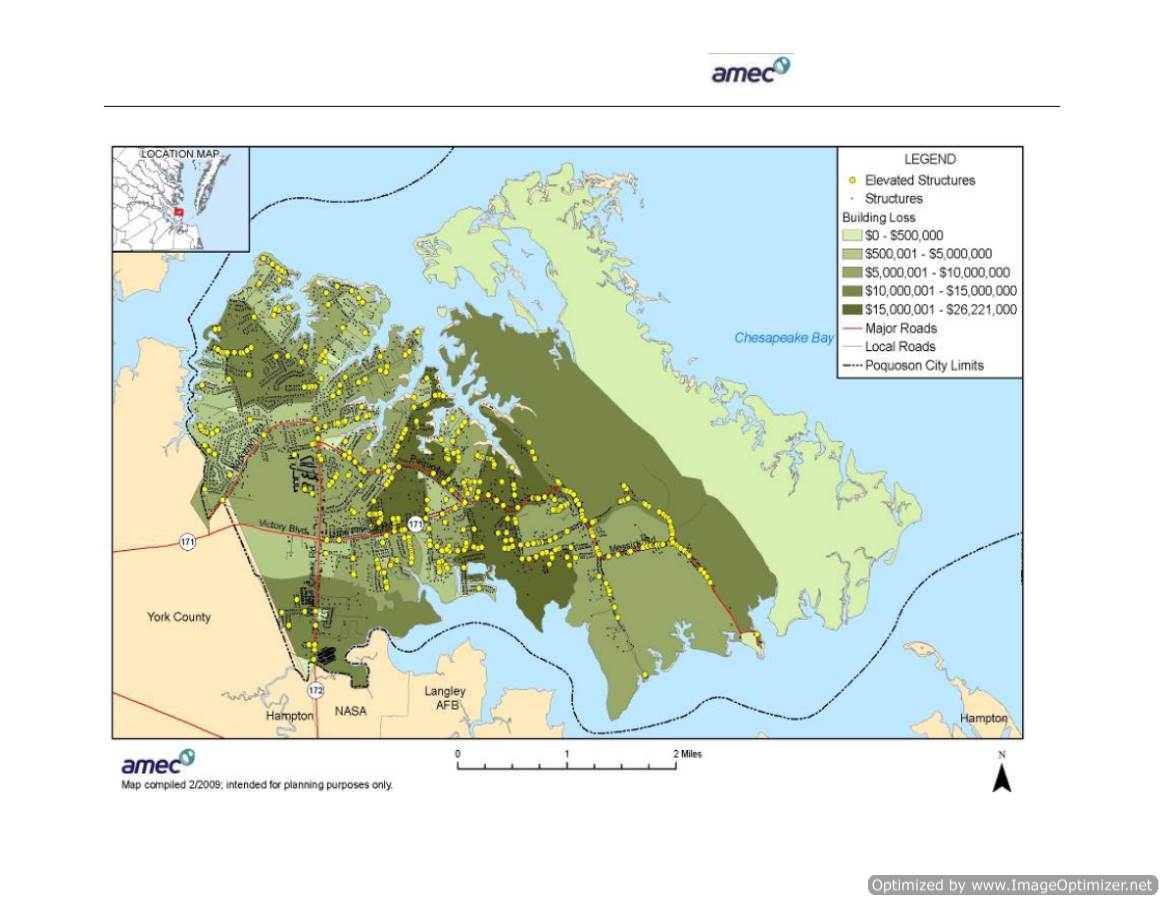 amec
LOCATION MAP
LEGEND
Elevated Structures
Structures
Building Loss
$0 - $500,000
$500,001 - $5,000,000
$5,000,001 - $10,000,000
$10,000,001 - $15,000,000
$15,000,001 - $26,221,000
Major Roads
Local Roads
Poquoson City Limits
Chesapeake Bay
Victory Blvd.
171
171
Messick
York County
172
Hampton
NASA
Langley
AFB
Hampton
amec
0 1 2 Miles
N
Map compiled 2/2009; intended for planning purposes only.
Optimized by www.ImageOptimizer.net